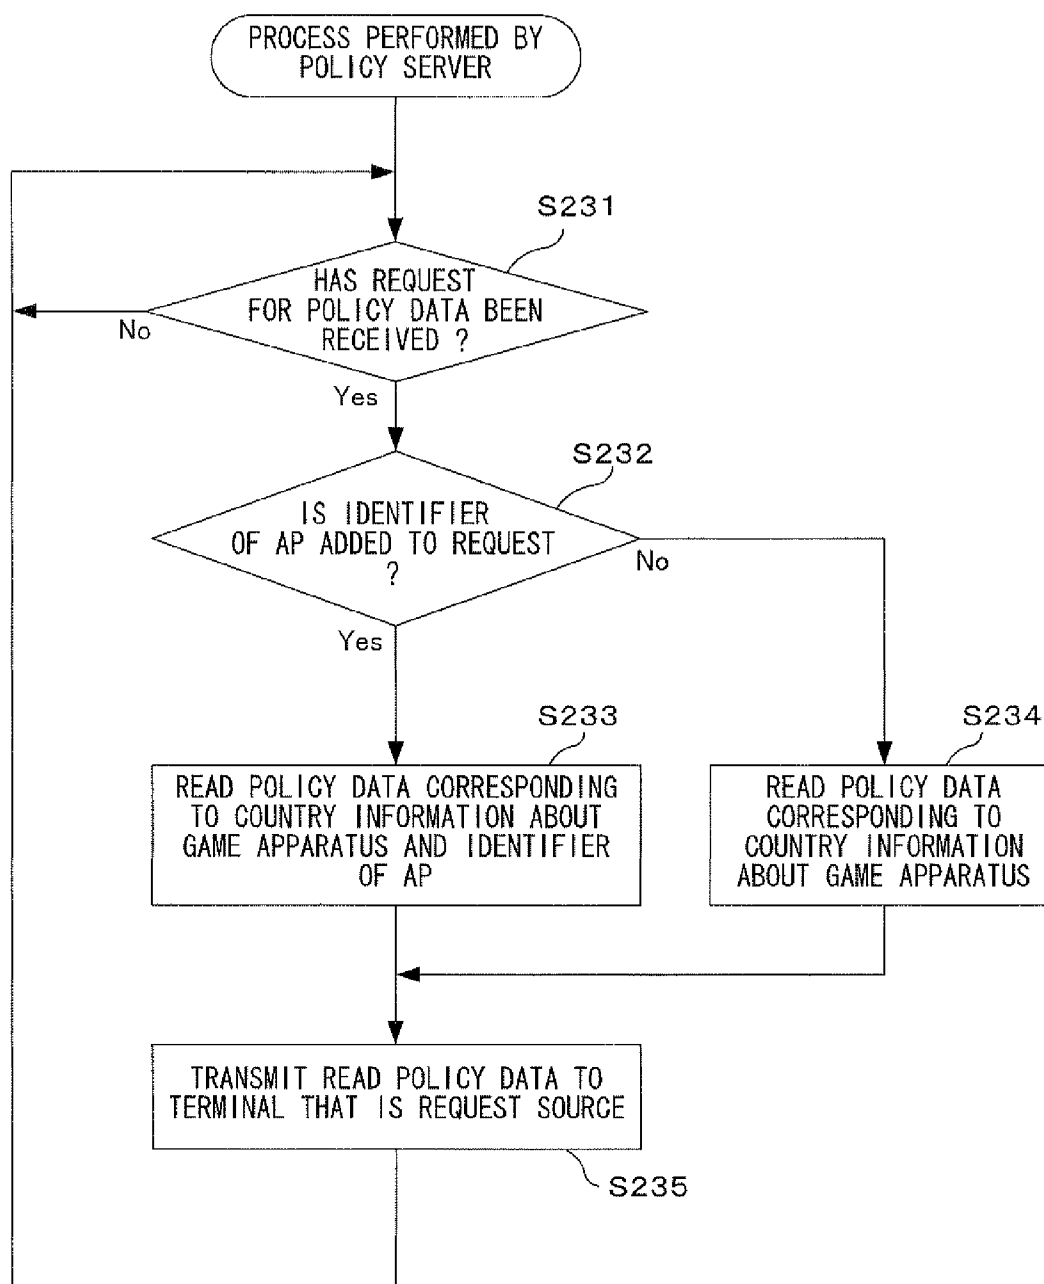 PROCESS PERFORMED BY
POLICY SERVER
S231
HAS REQUEST
FOR POLICY DATA BEEN
RECEIVED ?
No
Yes
S232
IS IDENTIFIER
OF AP ADDED TO REQUEST
?
No
Yes
S233
S234
READ POLICY DATA CORRESPONDING
TO COUNTRY INFORMATION ABOUT
GAME APPARATUS AND IDENTIFIER
OF AP
READ POLICY DATA
CORRESPONDING TO
COUNTRY INFORMATION
ABOUT GAME APPARATUS
TRANSMIT READ POLICY DATA TO
TERMINAL THAT IS REQUEST SOURCE
S235